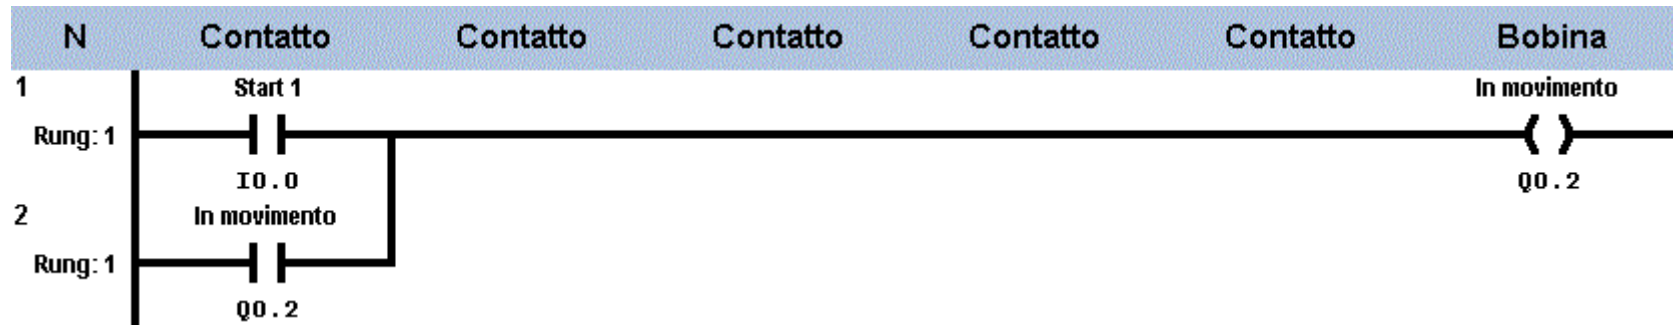 N Contatto Contatto Contatto Contatto Contatto Bobina
1 Start 1 In movimento
Rung: 1
I0.0 Q0.2
2 In movimento
Rung: 1
Q0.2